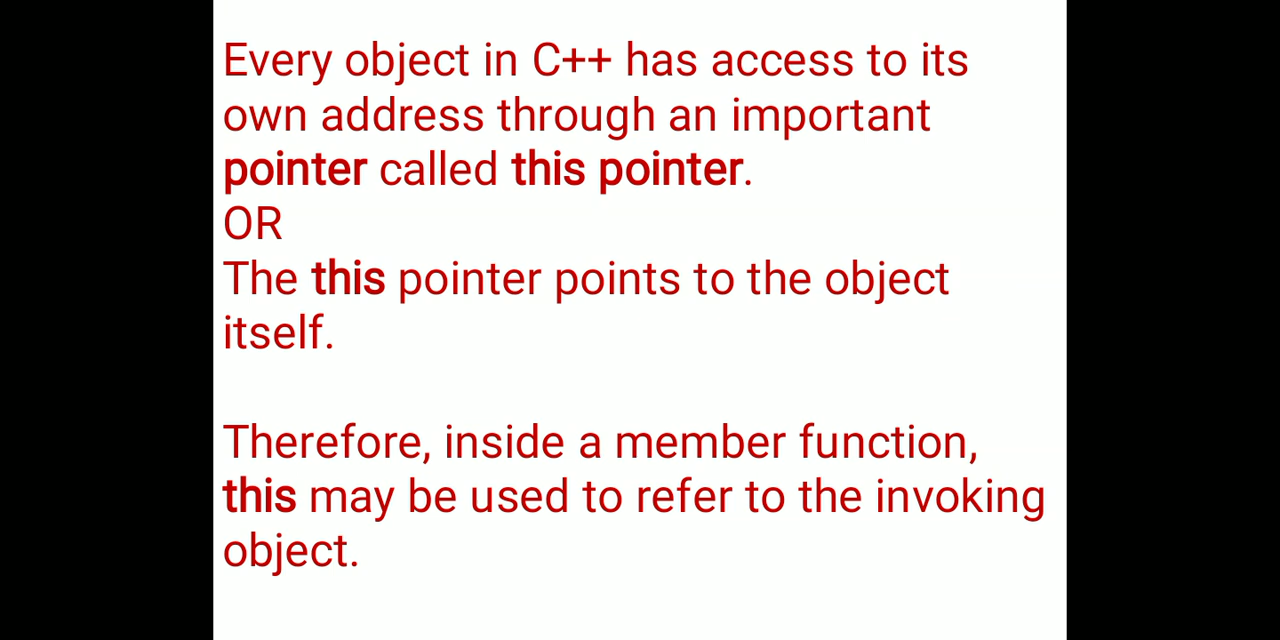 Every object in C++ has access to its
own address through an important
pointer called this pointer.
OR
The this pointer points to the object
itself.
Therefore, inside a member function,
this may be used to refer to the invoking
object.